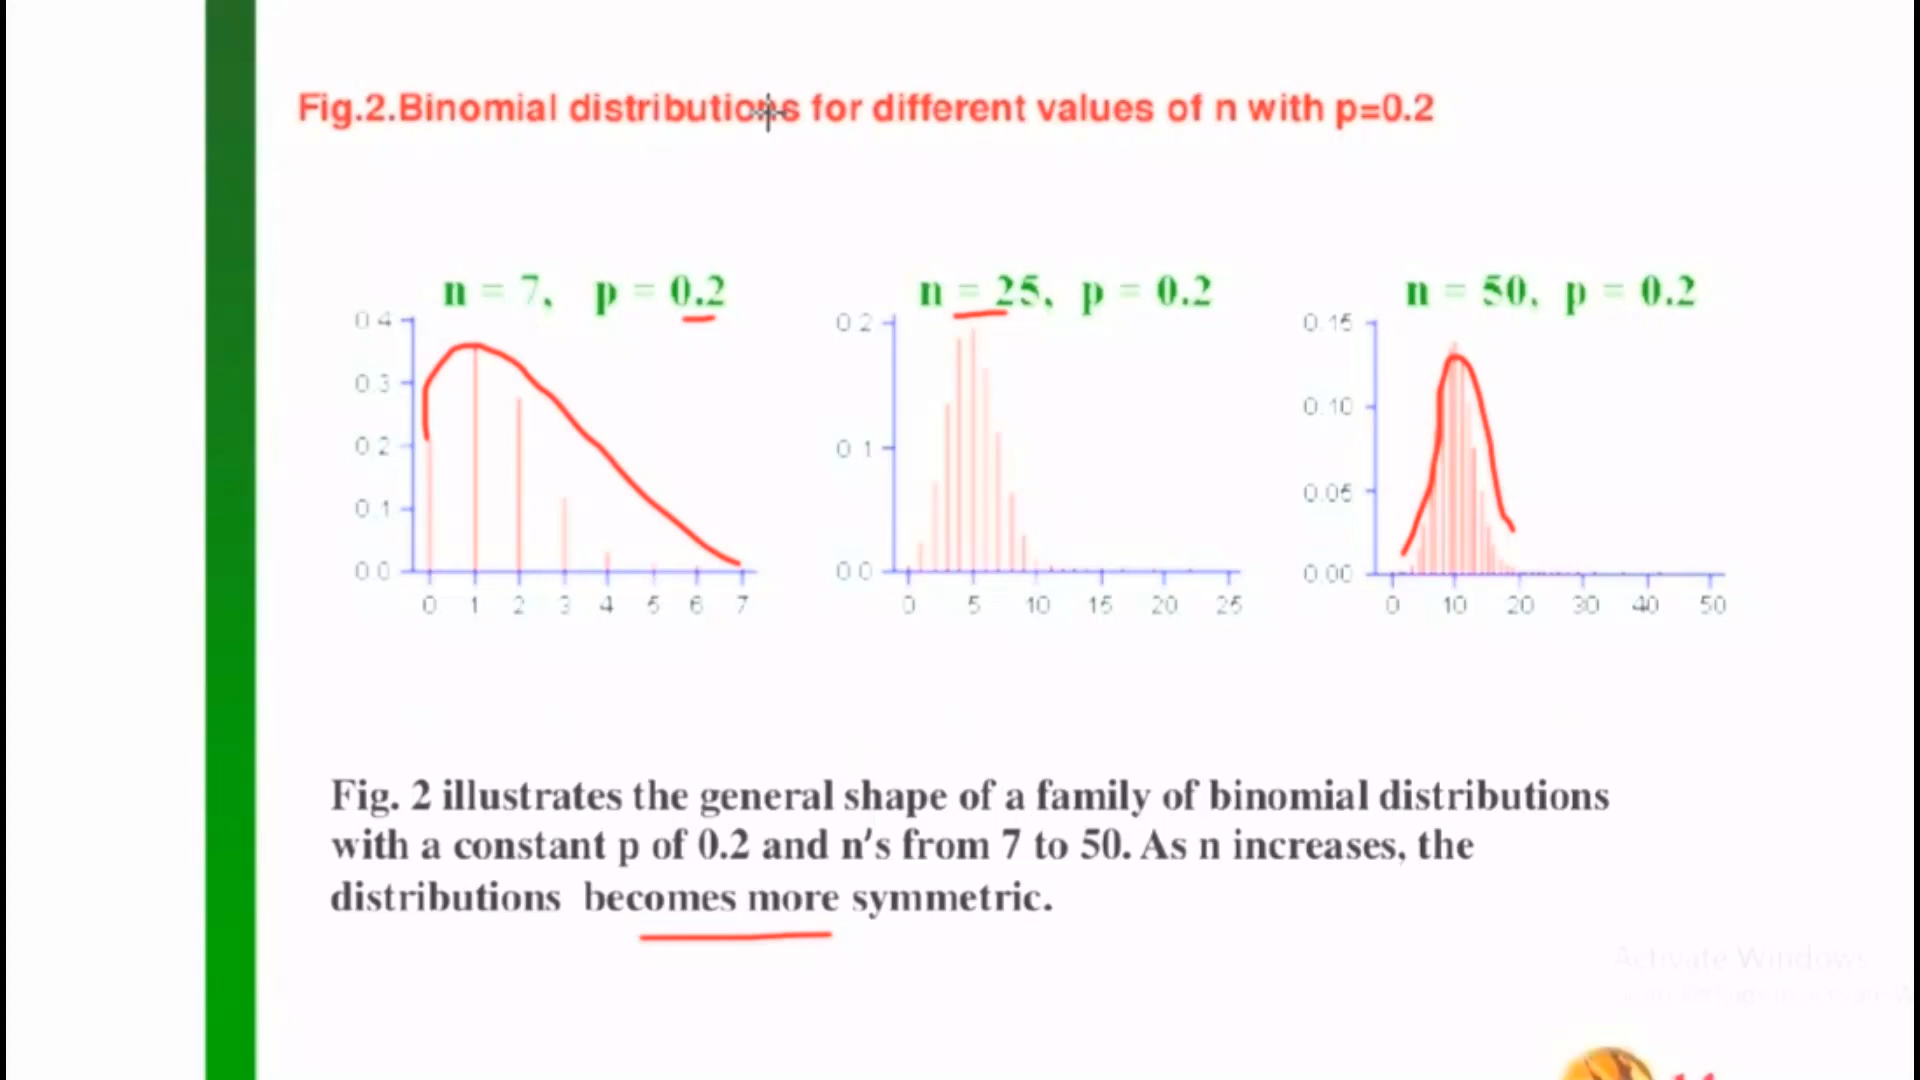 Fig.2.Binomial distributions for different values of n with p=0.2
n = 7, p = 0.2
n = 25, p = 0.2
n = 50, p = 0.2
0.4
0.3
0.2
0.1
0.0
0 1 2 3 4 5 6 7
0.2
0.1
0.0
0 5 10 15 20 25
0.15
0.10
0.05
0.00
0 10 20 30 40 50
Fig. 2 illustrates the general shape of a family of binomial distributions
with a constant p of 0.2 and n's from 7 to 50. As n increases, the
distributions becomes more symmetric.
Activate Windows